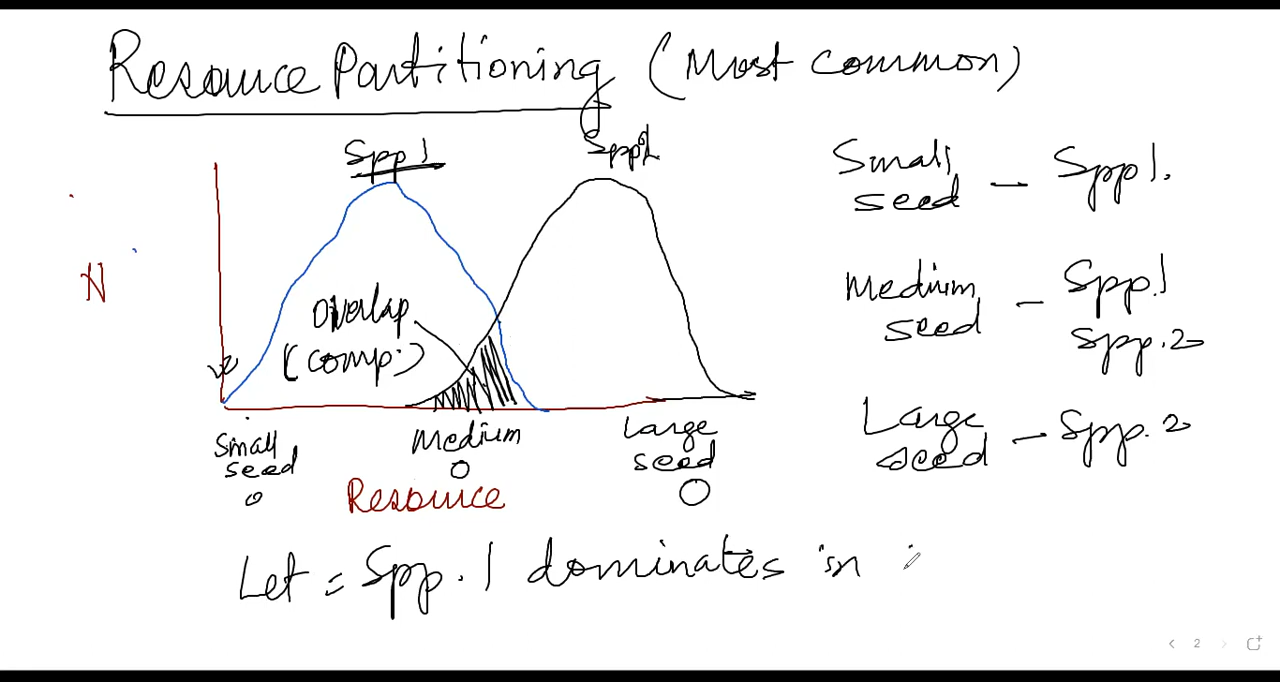 Resource Partitioning (Most common)
Spp 1
Spp 2
N
Overlap
(comp.)
Small
seed
Medium
Large
seed
Resource
Small
seed - Spp 1.
Medium
seed - Spp. 1
Spp. 2
Large
seed - Spp. 2
Let = Spp. 1 dominates in
2